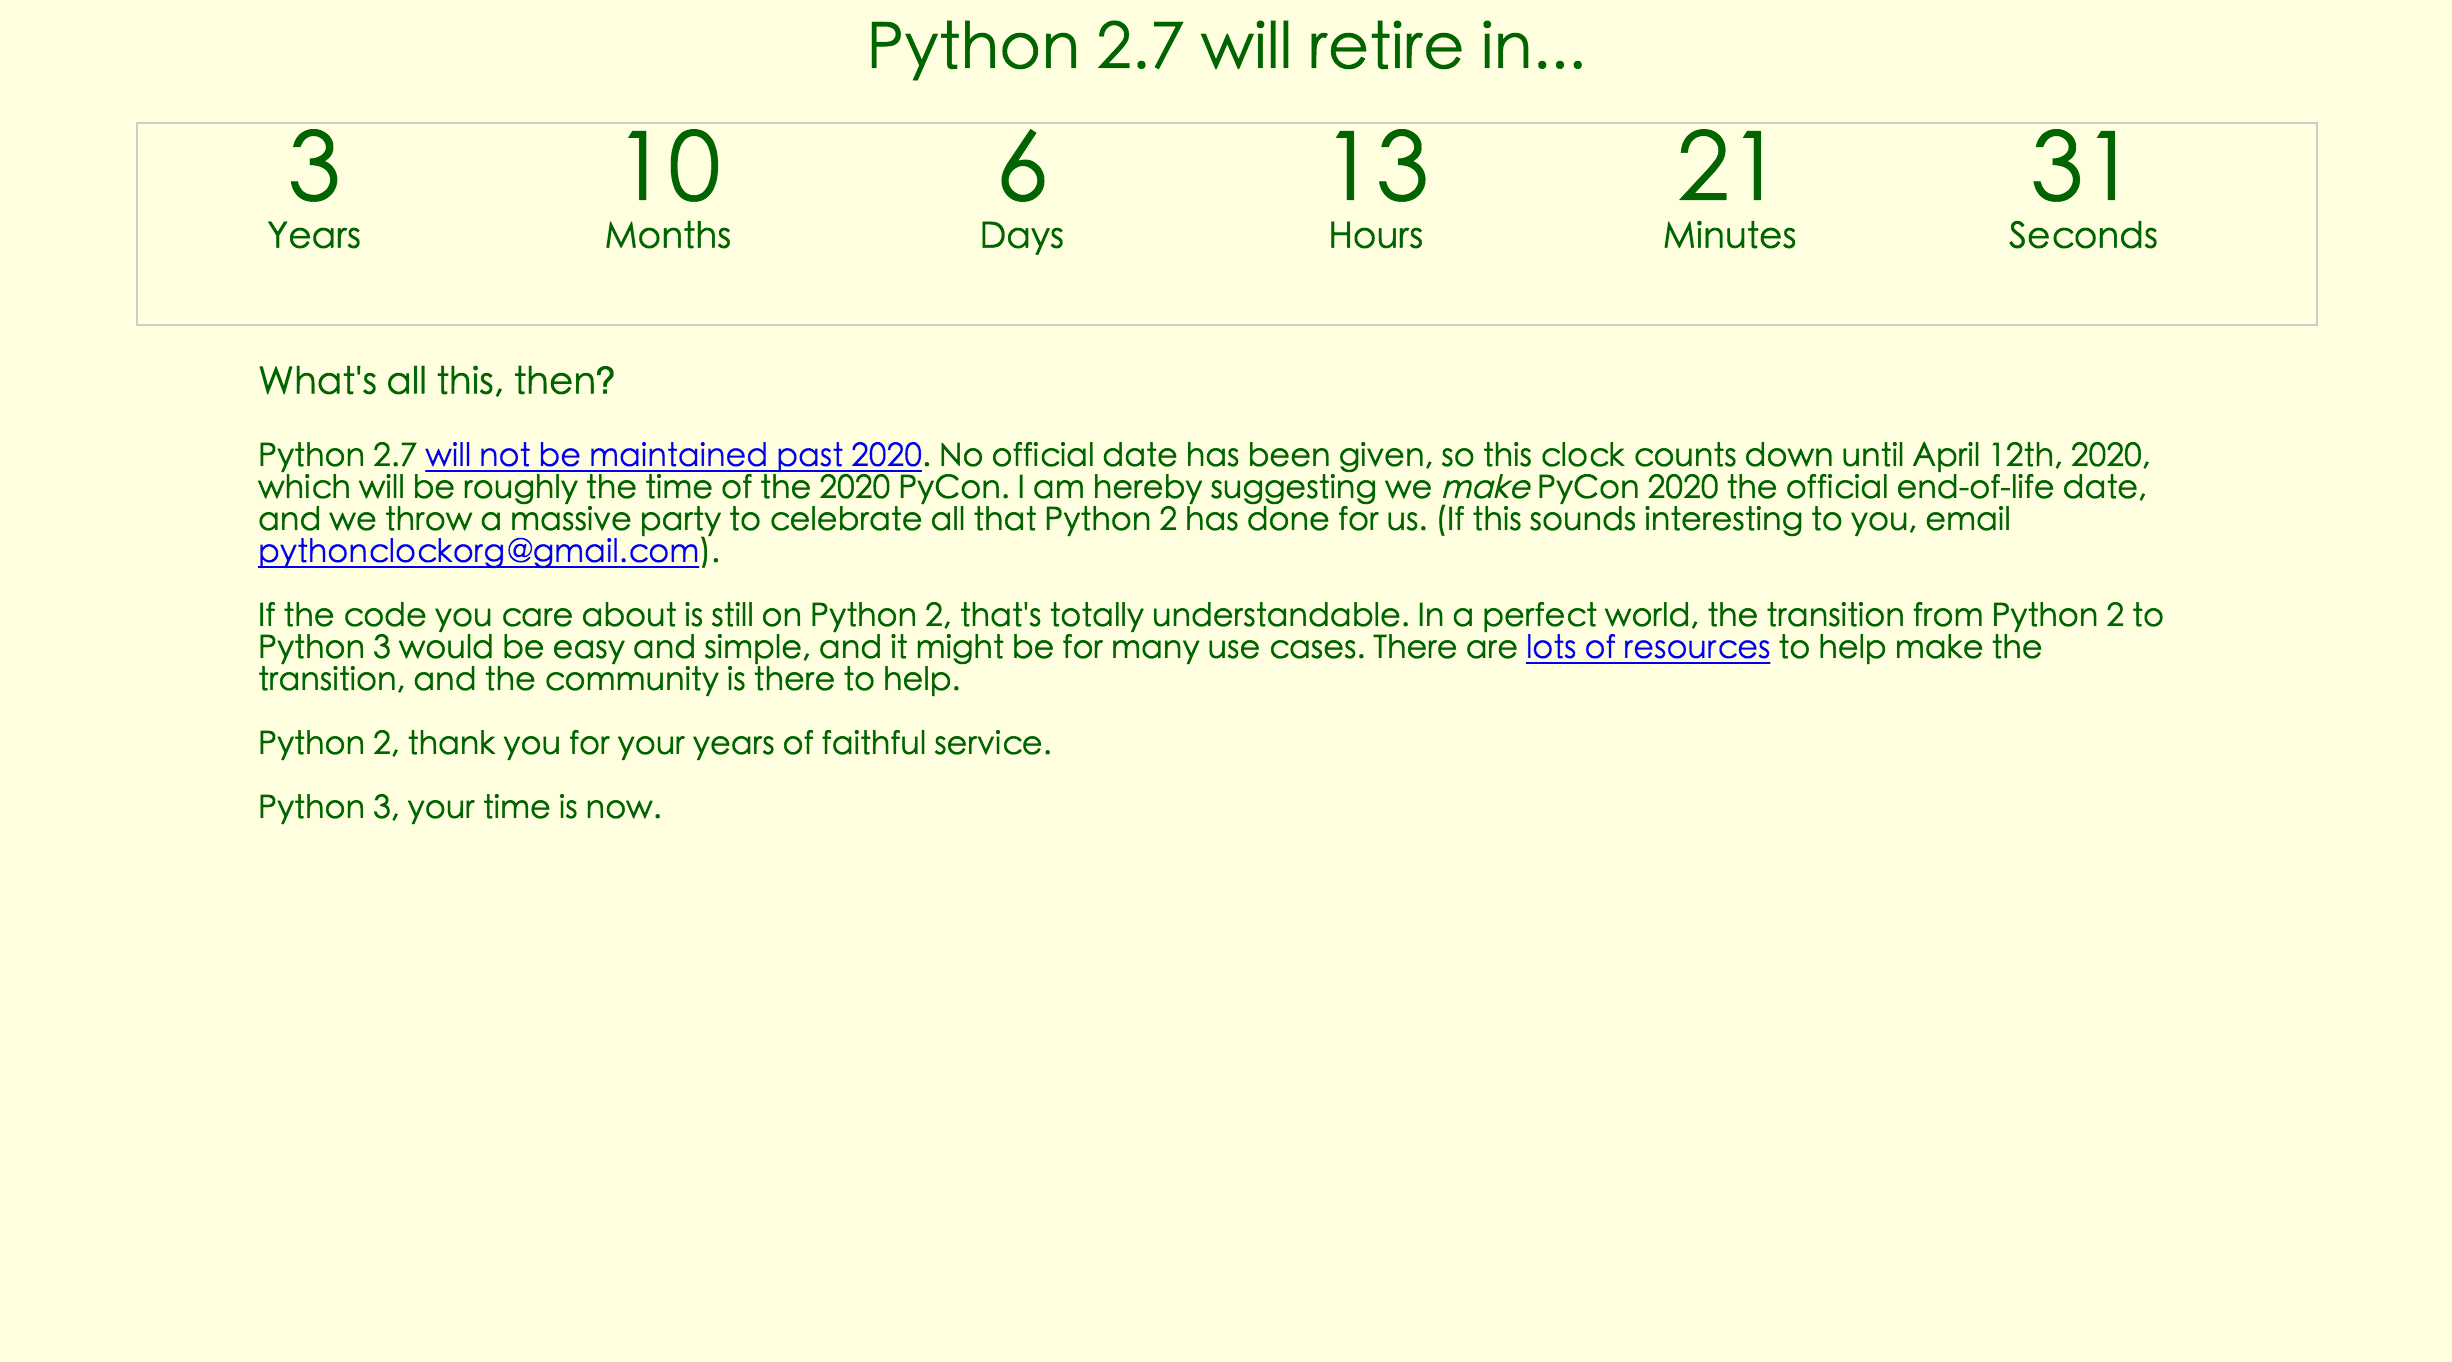 Python 2.7 will retire in...
3 10 6 13 21 31
Years Months Days Hours Minutes Seconds
What's all this, then?
Python 2.7 will not be maintained past 2020. No official date has been given, so this clock counts down until April 12th, 2020,
which will be roughly the time of the 2020 PyCon. I am hereby suggesting we make PyCon 2020 the official end-of-life date,
and we throw a massive party to celebrate all that Python 2 has done for us. (If this sounds interesting to you, email
pythonclockorg@gmail.com).
If the code you care about is still on Python 2, that's totally understandable. In a perfect world, the transition from Python 2 to
Python 3 would be easy and simple, and it might be for many use cases. There are lots of resources to help make the
transition, and the community is there to help.
Python 2, thank you for your years of faithful service.
Python 3, your time is now.